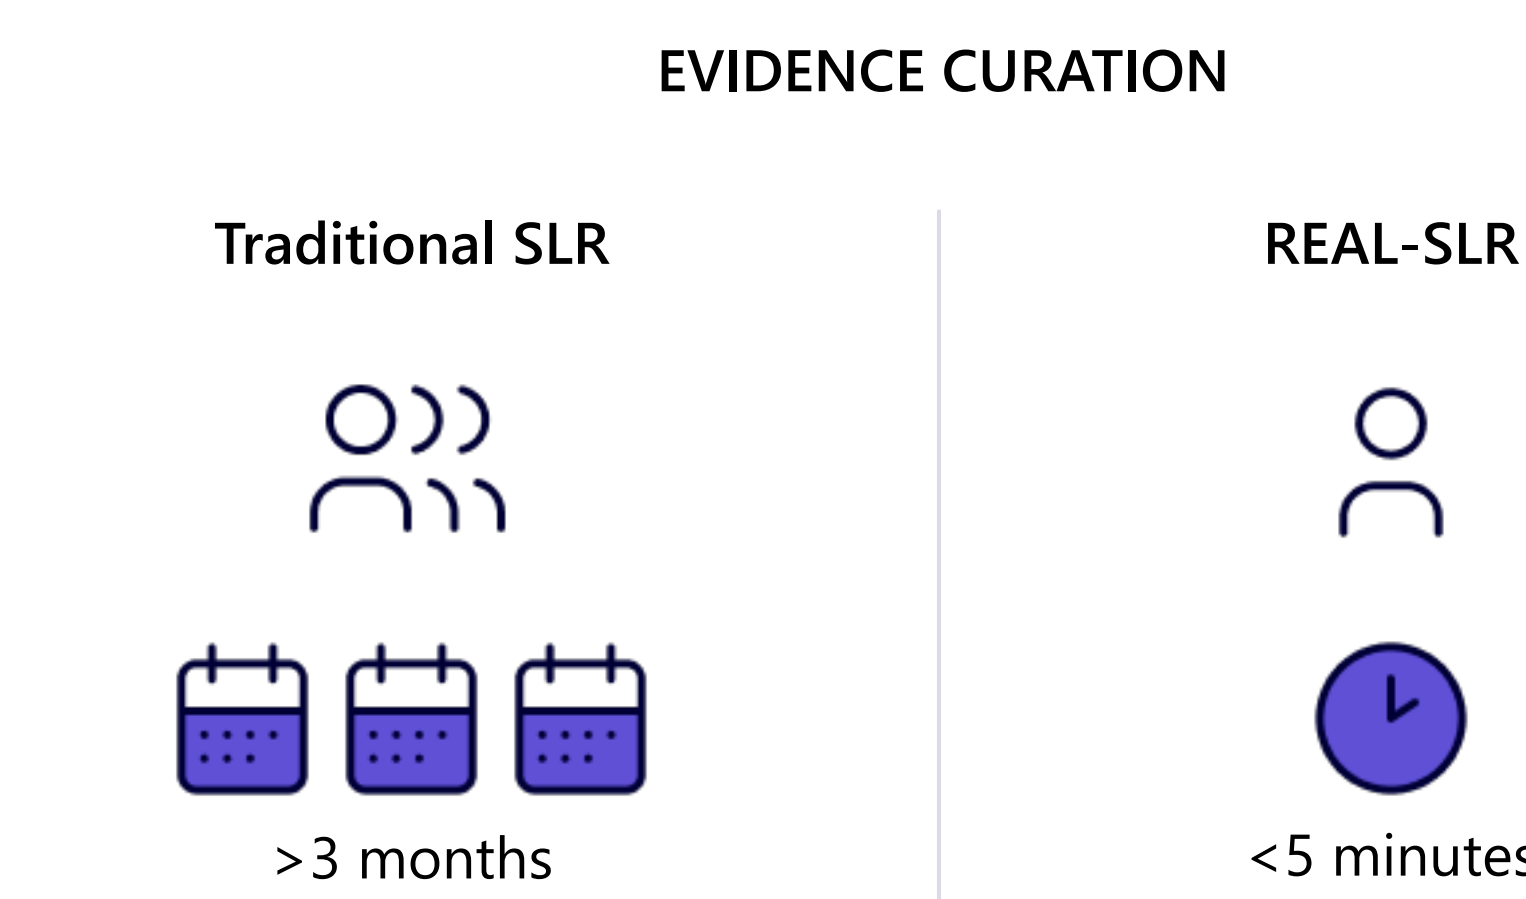 EVIDENCE CURATION
Traditional SLR
REAL-SLR
>3 months
<5 minutes